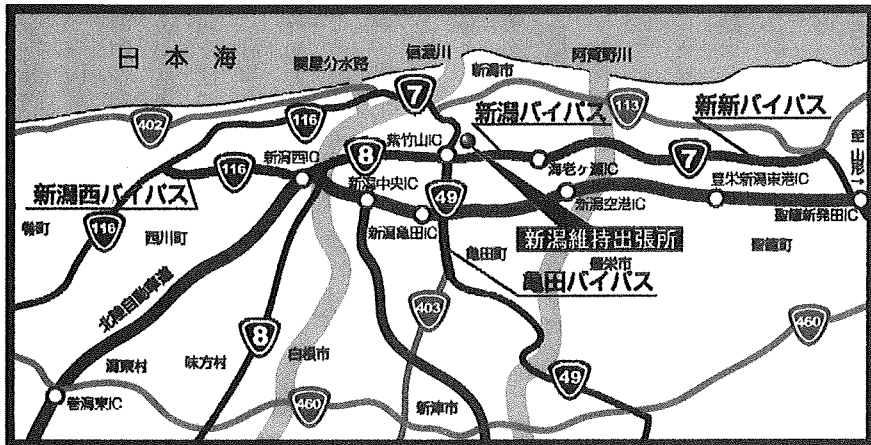 日本海
関屋分水路
信濃川
阿賀野川
新潟市
7
402
116
紫竹山IC
新潟バイパス
113
新新バイパス
至山形→
116
新潟西IC
8
海老ヶ瀬IC
7
豊栄新潟東港IC
新潟西バイパス
新潟中央IC
49
新潟空港IC
聖籠新発田IC
116
巻町
西川町
新潟亀田IC
亀田町
新潟維持出張所
豊栄市
聖籠町
亀田バイパス
北陸自動車道
403
460
8
潟東村
味方村
白根市
49
巻潟東IC
460
新津市